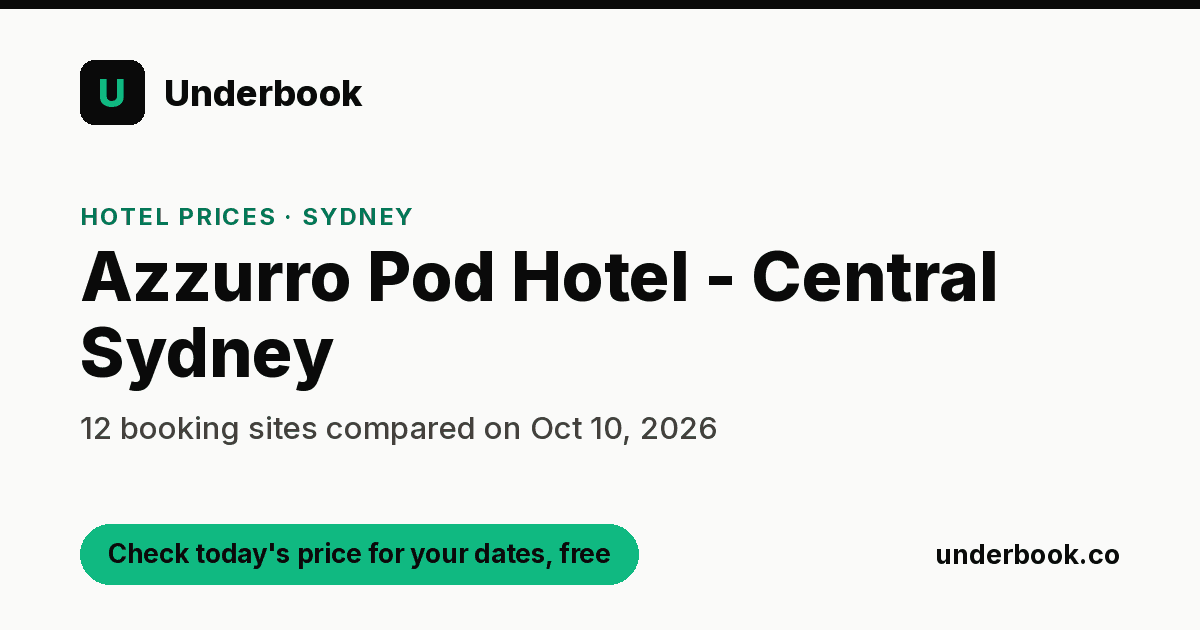 U
Underbook
HOTEL PRICES · SYDNEY
Azzurro Pod Hotel - Central
Sydney
12 booking sites compared on Oct 10, 2026
Check today's price for your dates, free
underbook.co